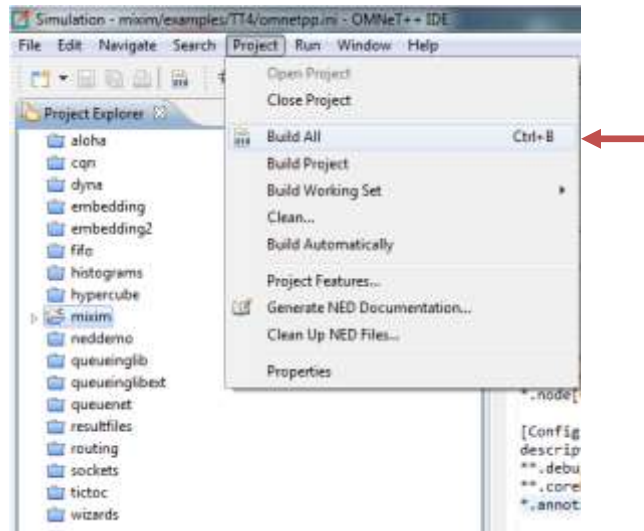 Simulation - mixim/examples/TT4/omnetpp.ini - OMNeT++ IDE
File Edit Navigate Search Project Run Window Help
Open Project
Close Project
Build All Ctrl+B
Build Project
Build Working Set
Clean...
Build Automatically
Project Features...
Generate NED Documentation...
Clean Up NED Files...
Properties
Project Explorer
aloha
cqn
dyna
embedding
embedding2
fifo
histograms
hypercube
mixim
neddemo
queueinglib
queueinglibext
queuenet
resultfiles
routing
sockets
tictoc
wizards
*.node[
[Config
descrip
**.debu
**.core
*.annot